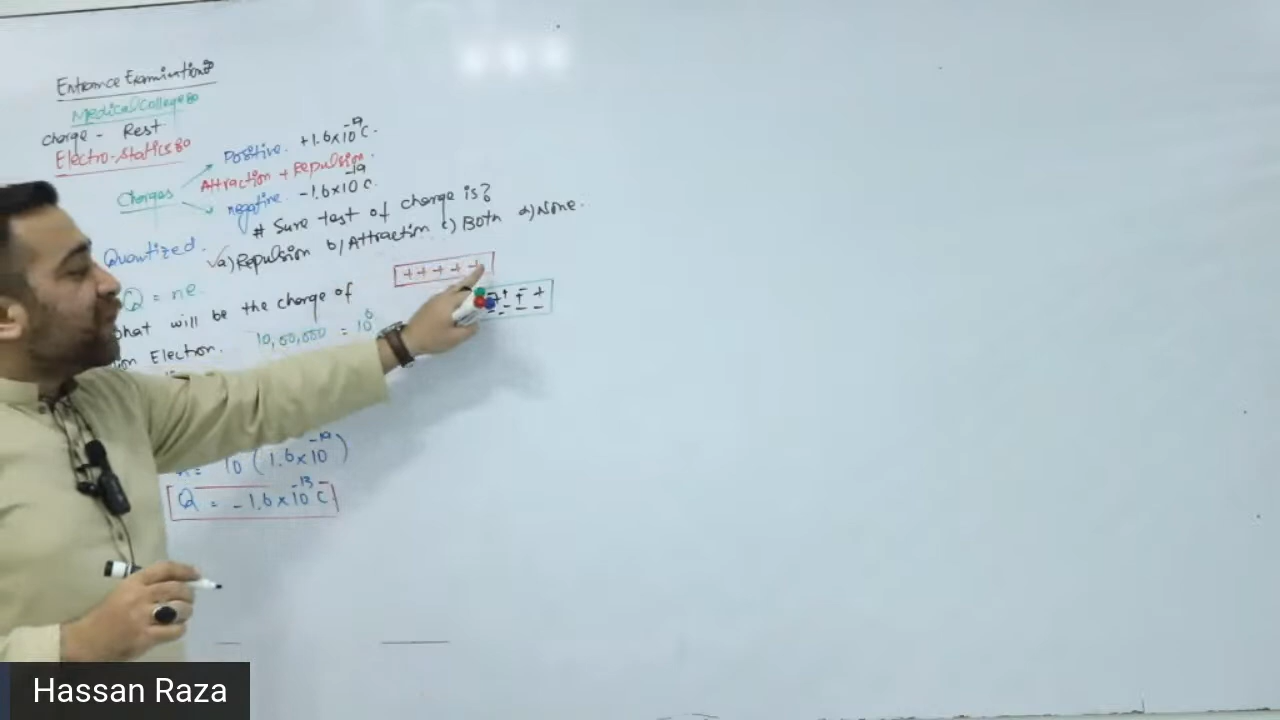 Entrance Examinations
Medical Colleges
charge - Rest
Electro-statics
Positive. +1.6×10⁻¹⁹C.
Charges Attraction + Repulsion.
negative. -1.6×10⁻¹⁹C.
# Sure test of charge is?
Quantized. √a)Repulsion b)Attraction c)Both d)None.
+ + + + +
Q = ne
what will be the charge of
Electron. 10,00,000 = 10⁶
10 (1.6×10⁻¹⁹)
Q = -1.6×10⁻¹³C
Hassan Raza